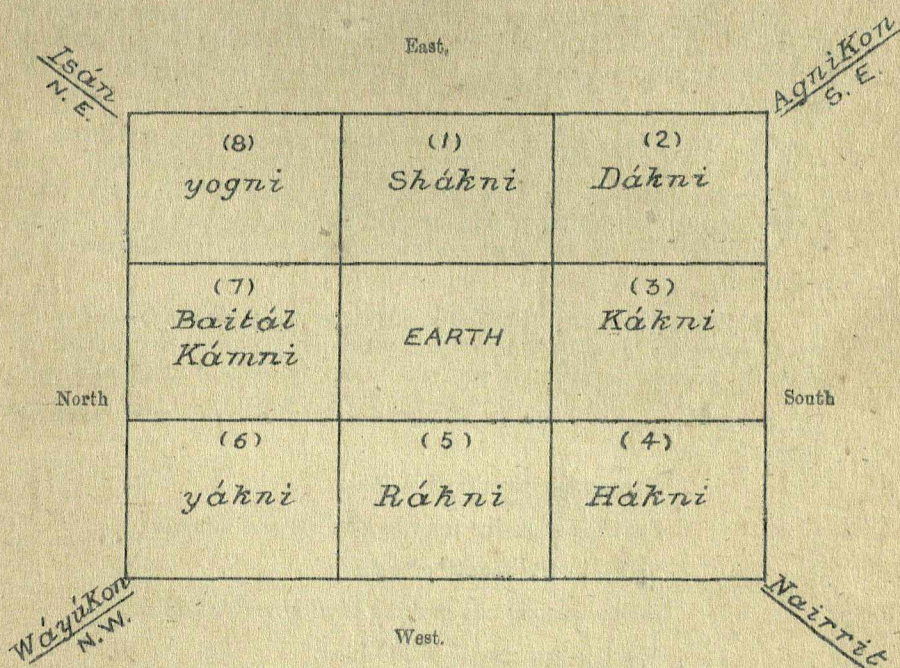 East.
Isán
N. E.
AgniKon
S. E.
(8)
yogni
(1)
Shákni
(2)
Dákni
(7)
Baitál
Kámni
EARTH
(3)
Kákni
North
South
(6)
yákni
(5)
Rákni
(4)
Hákni
WáyúKon
N.W.
West.
Nairrit